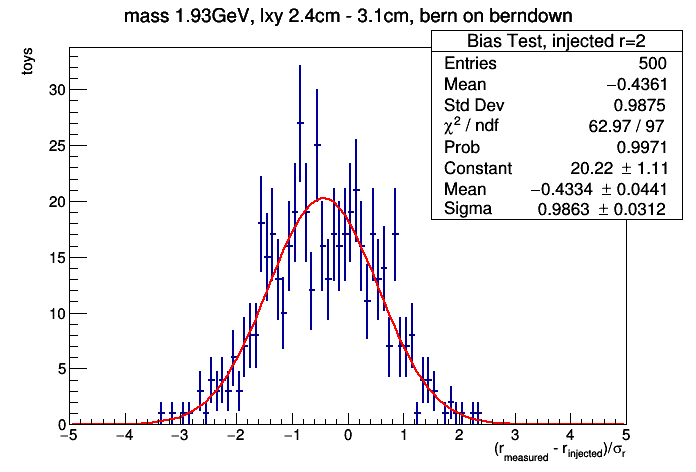 mass 1.93GeV, lxy 2.4cm - 3.1cm, bern on berndown
Bias Test, injected r=2
Entries 500
Mean −0.4361
Std Dev 0.9875
χ² / ndf 62.97 / 97
Prob 0.9971
Constant 20.22 ± 1.11
Mean −0.4334 ± 0.0441
Sigma 0.9863 ± 0.0312
toys
30
25
20
15
10
5
0
−5 −4 −3 −2 −1 0 1 2 3 4 5
(r_measured - r_injected)/σ_r